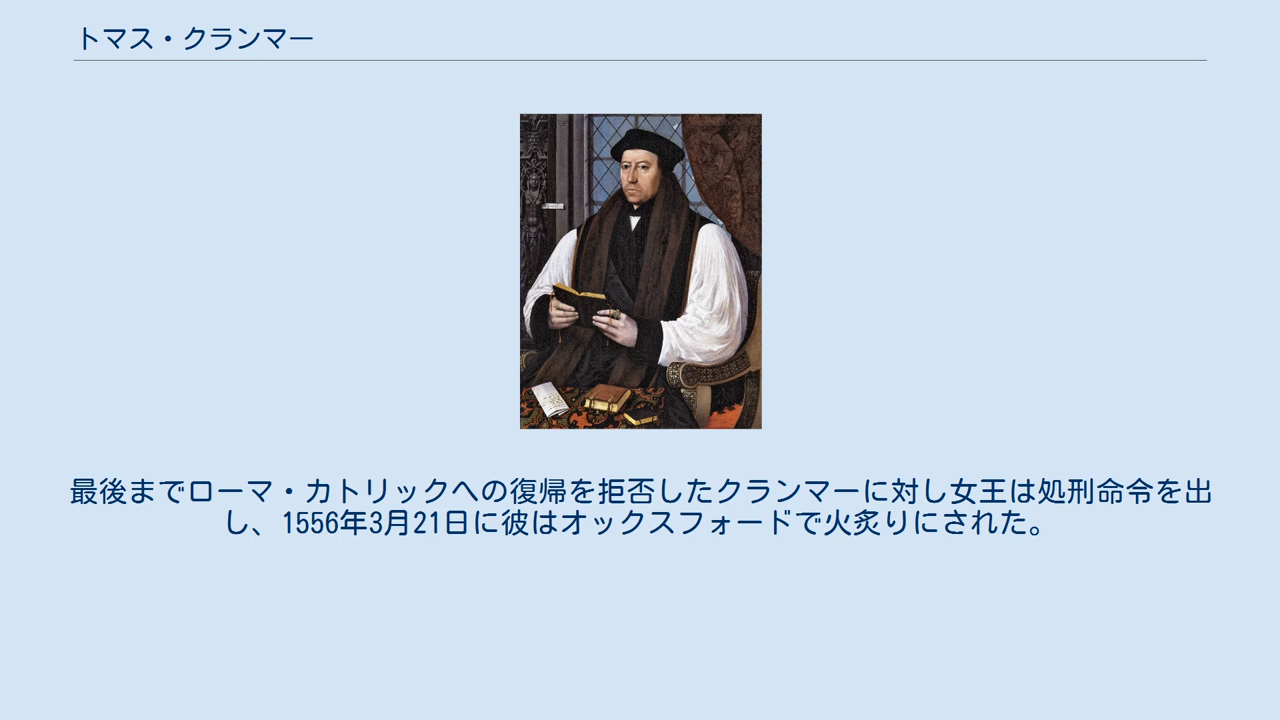 トマス・クランマー
最後までローマ・カトリックへの復帰を拒否したクランマーに対し女王は処刑命令を出
し、1556年3月21日に彼はオックスフォードで火炙りにされた。